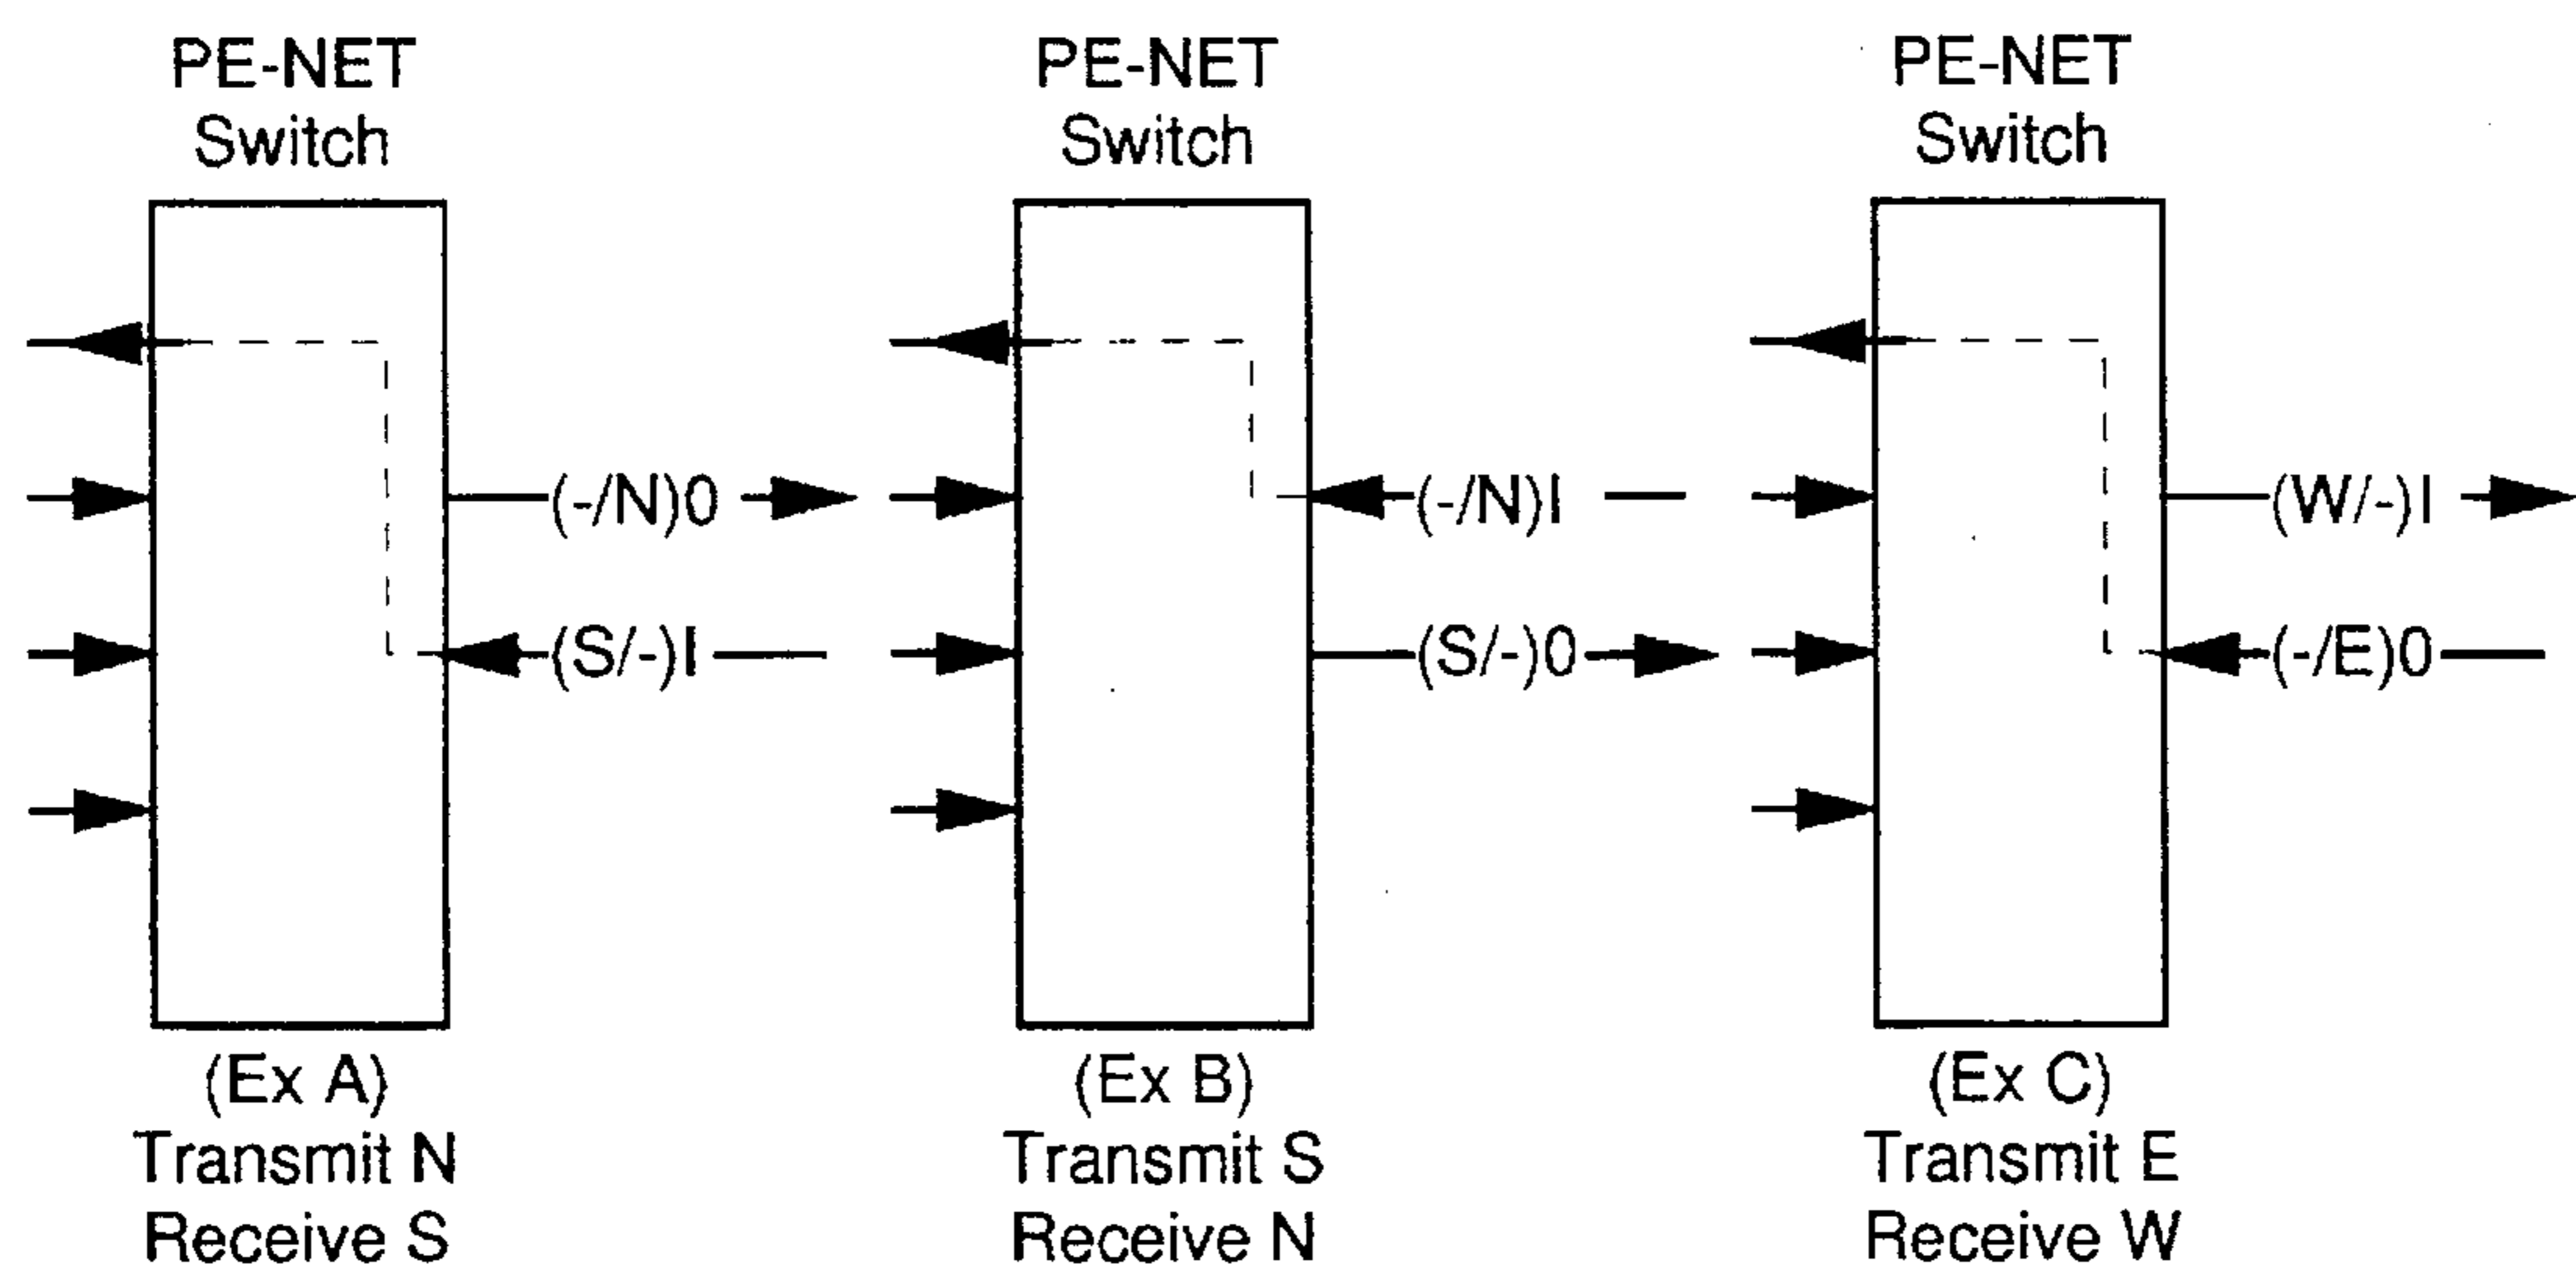 PE-NET
Switch
PE-NET
Switch
PE-NET
Switch
(-/N)0
(S/-)I
(-/N)I
(S/-)0
(W/-)I
(-/E)0
(Ex A)
Transmit N
Receive S
(Ex B)
Transmit S
Receive N
(Ex C)
Transmit E
Receive W